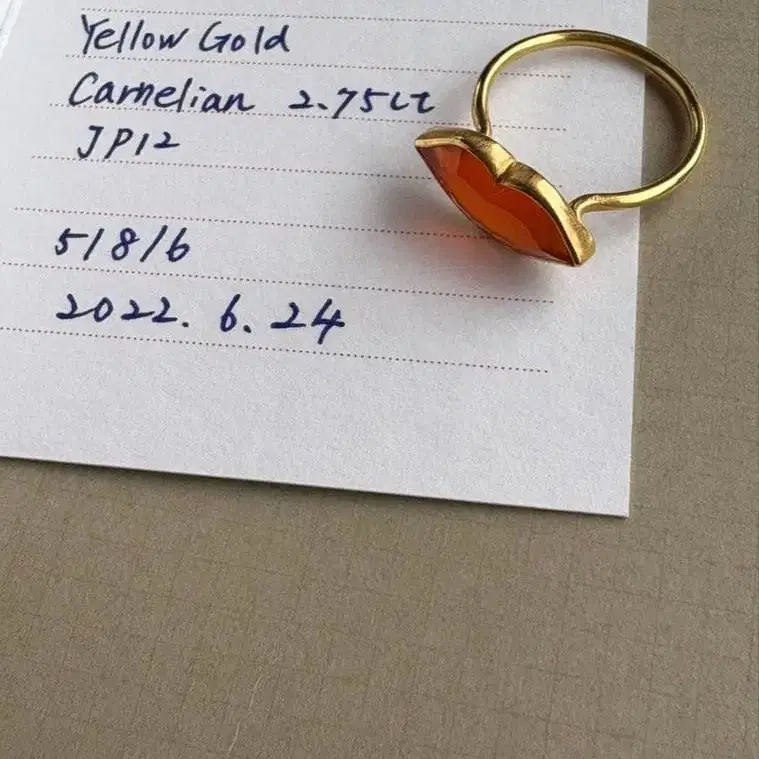 Yellow Gold
Carnelian 2.75ct
JP12
5/8/6
2022. 6. 24